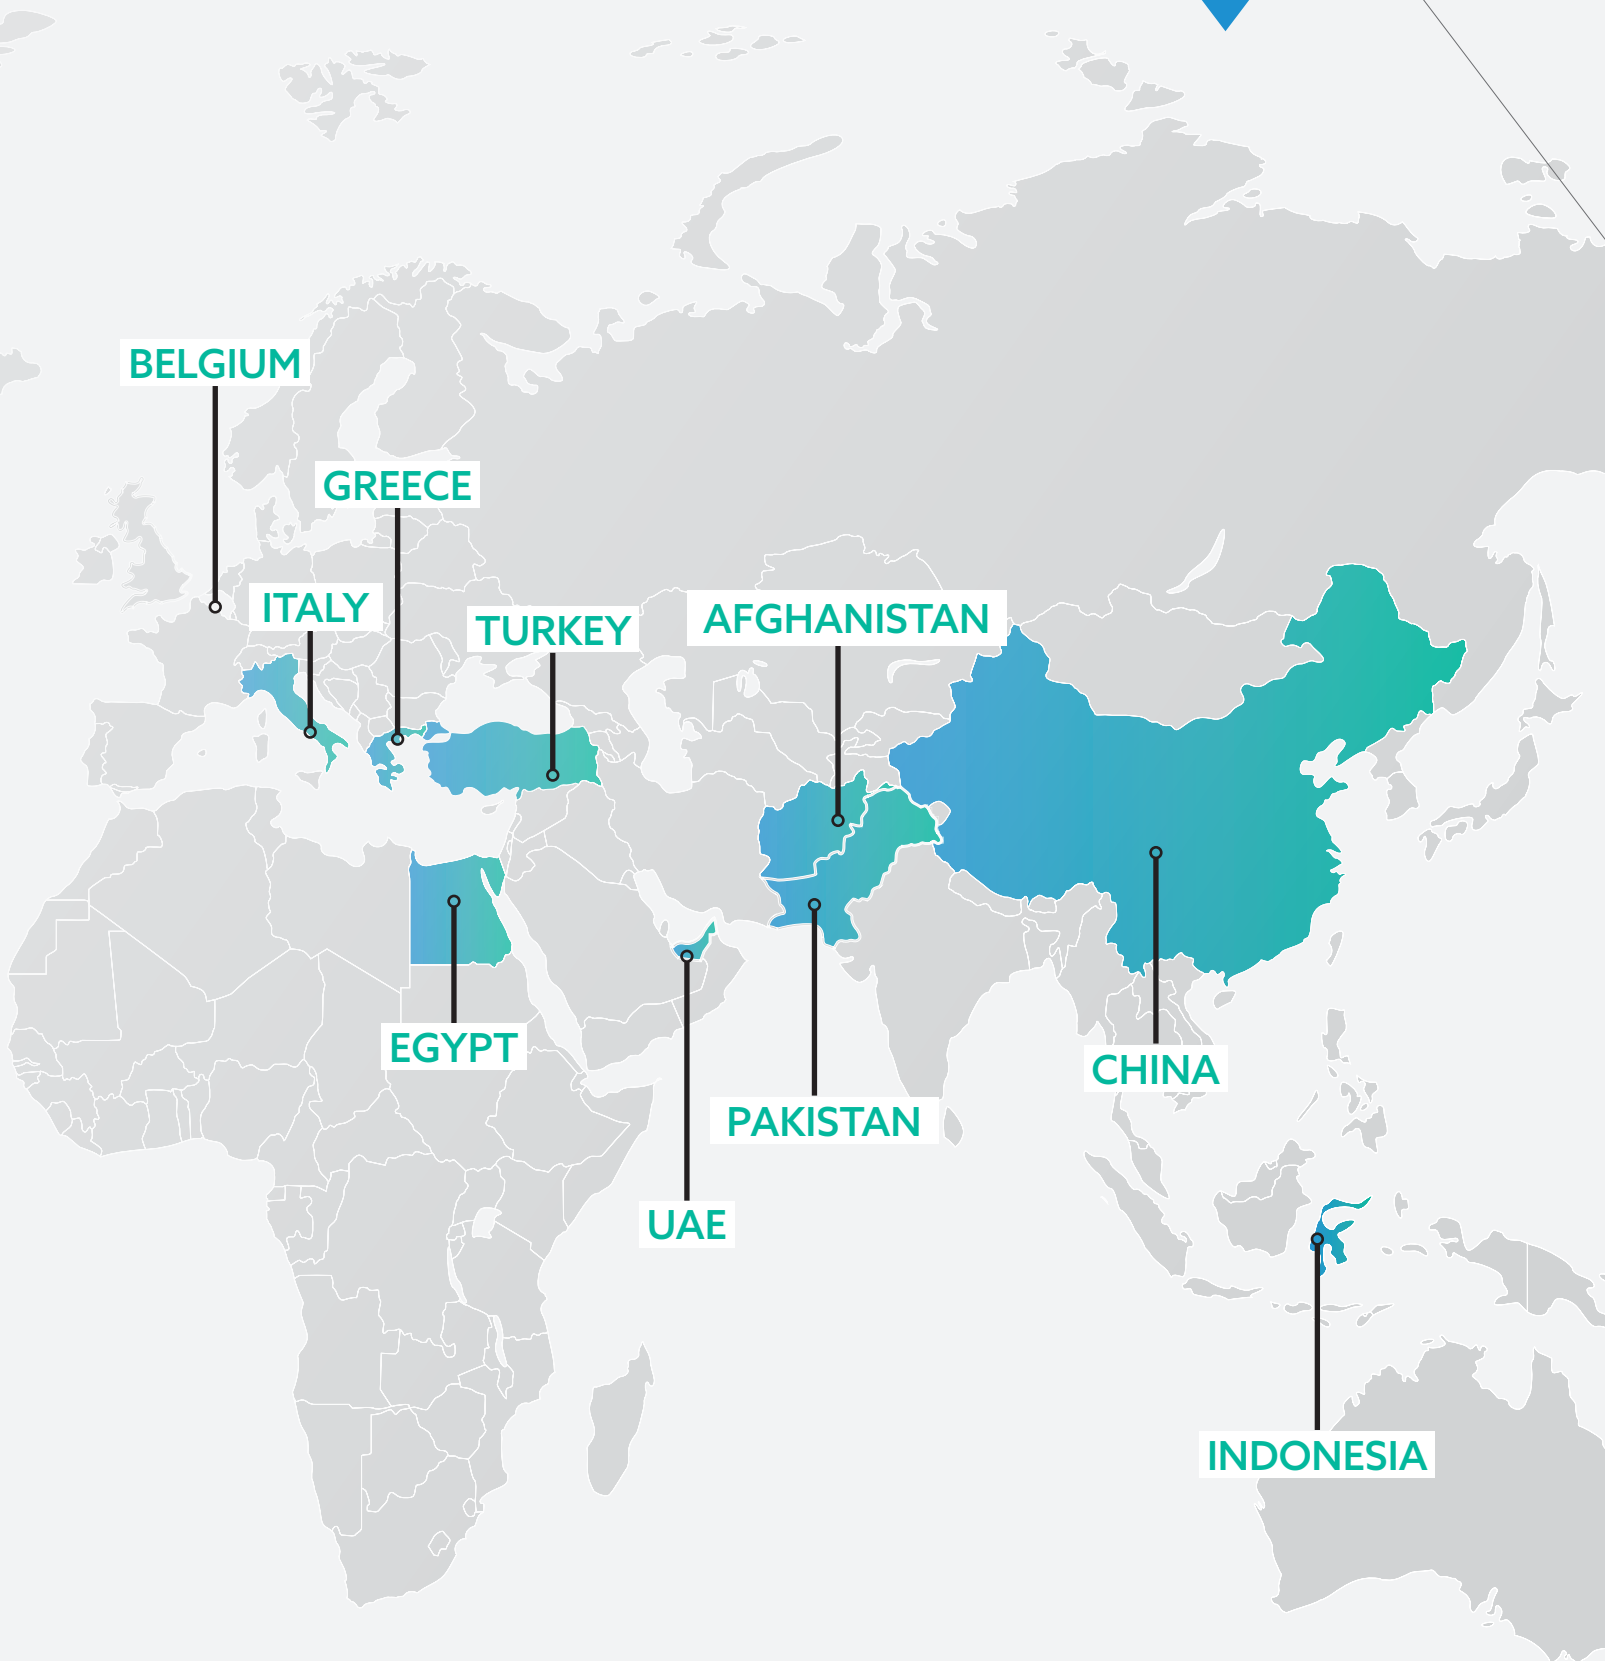 BELGIUM
GREECE
ITALY
TURKEY
AFGHANISTAN
EGYPT
CHINA
PAKISTAN
UAE
INDONESIA